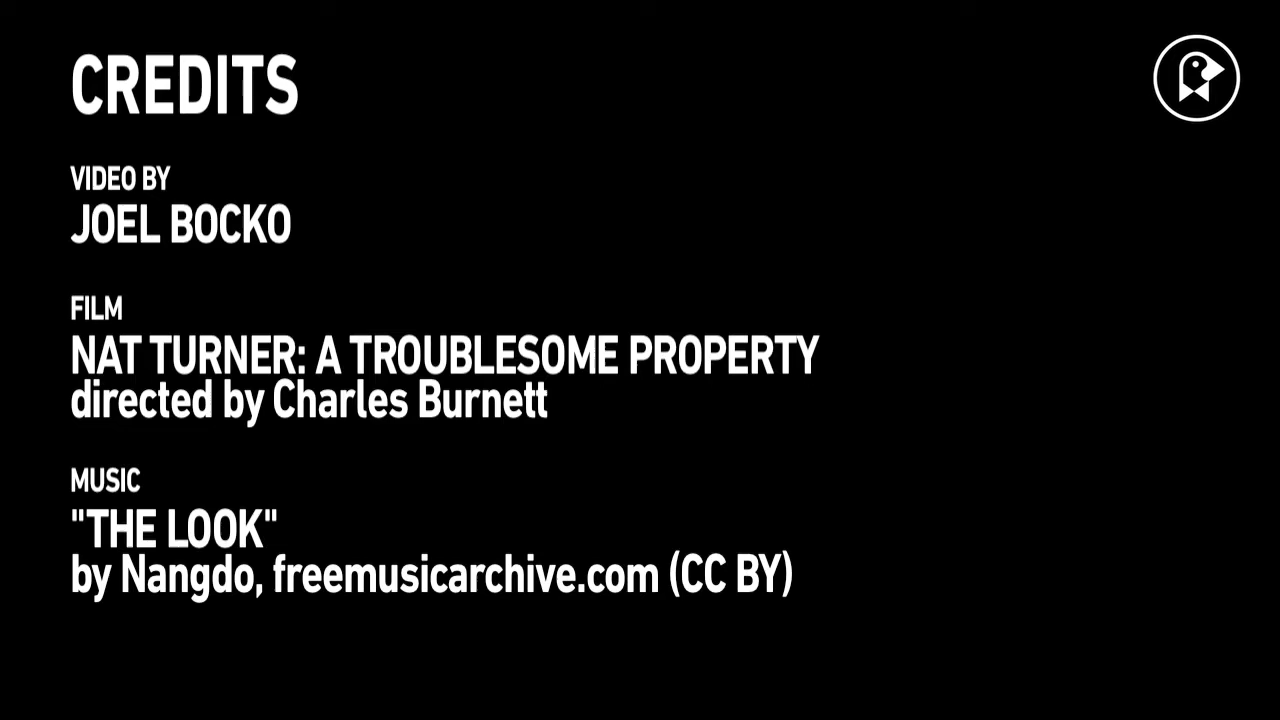 CREDITS
VIDEO BY
JOEL BOCKO
FILM
NAT TURNER: A TROUBLESOME PROPERTY
directed by Charles Burnett
MUSIC
"THE LOOK"
by Nangdo, freemusicarchive.com (CC BY)